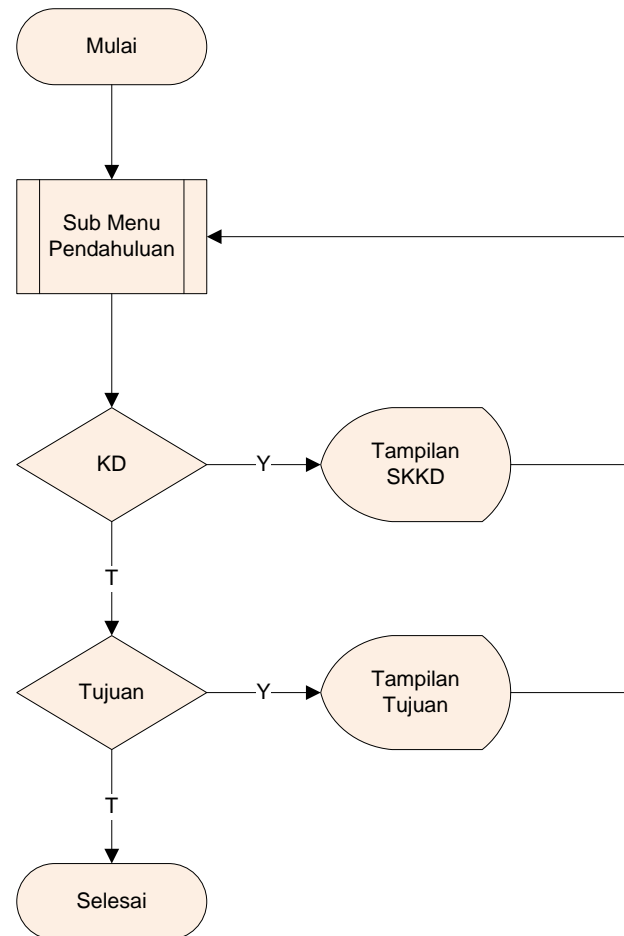 Mulai
Sub Menu
Pendahuluan
KD
Y
Tampilan
SKKD
T
Tujuan
Y
Tampilan
Tujuan
T
Selesai